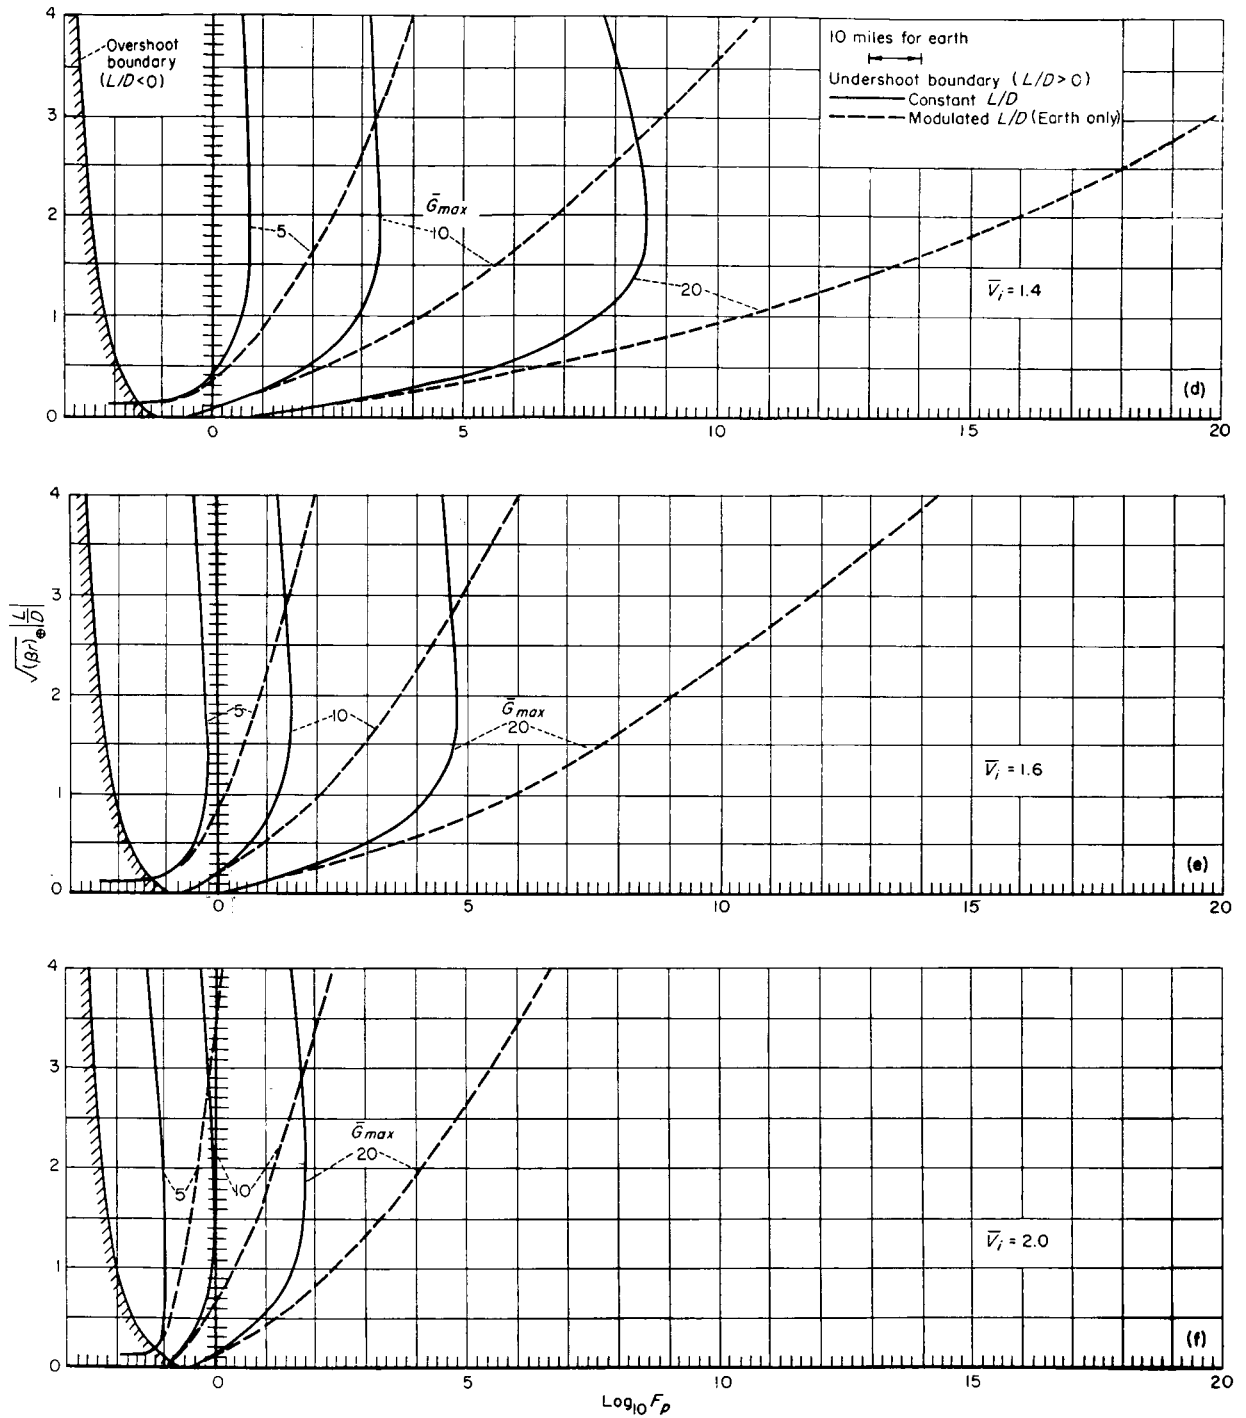 4
3
2
1
0
Overshoot
boundary
(L/D<0)
10 miles for earth
Undershoot boundary (L/D>0)
Constant L/D
Modulated L/D (Earth only)
G̅max
5
10
20
V̅i = 1.4
(d)
0 5 10 15 20
4
3
2
1
0
√(βr)⊕ |L/D|
5
10
G̅max
20
V̅i = 1.6
(e)
0 5 10 15 20
4
3
2
1
0
G̅max
20
5
10
V̅i = 2.0
(f)
0 5 10 15 20
Log10 Fp